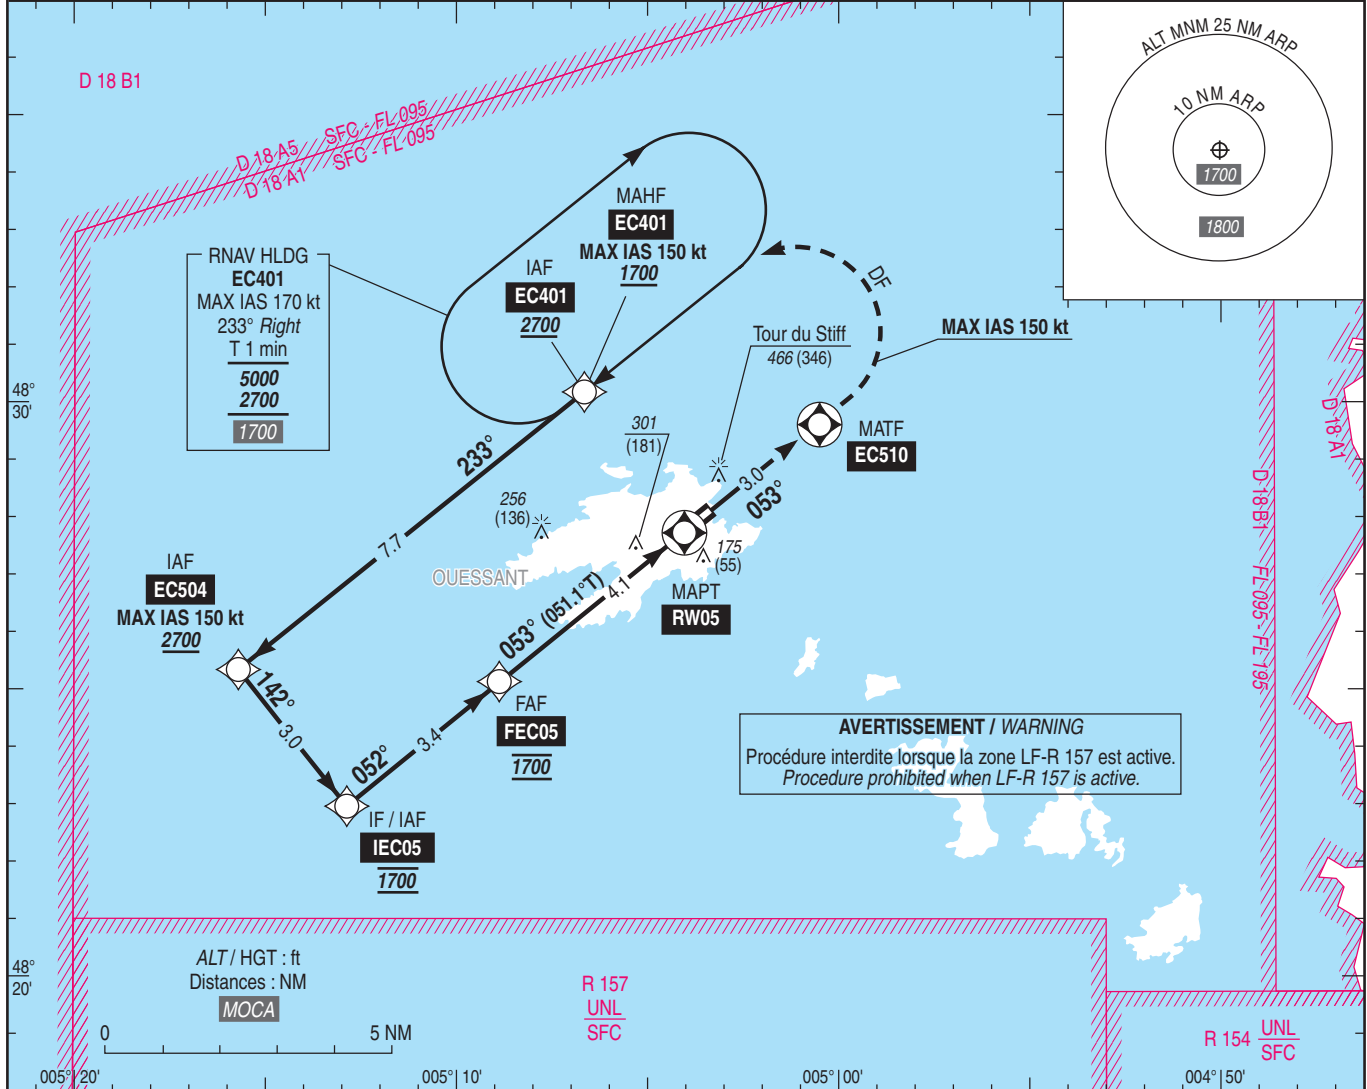 D 18 B1
D 18 A5 SFC - FL 095
D 18 A1 SFC - FL 095
ALT MNM 25 NM ARP
10 NM ARP
1700
1800
RNAV HLDG
EC401
MAX IAS 170 kt
233° Right
T 1 min
5000
2700
1700
MAHF
EC401
MAX IAS 150 kt
1700
IAF
EC401
2700
DF
MAX IAS 150 kt
Tour du Stiff
466 (346)
48°
30'
301
(181)
MATF
EC510
D 18 A1
233°
256
(136)
3.0
053°
D 18 B1 FL 095 - FL 195
7.7
175
(55)
OUESSANT
IAF
EC504
MAX IAS 150 kt
2700
053° (051.1°T)
4.1
MAPT
RW05
142°
3.0
052°
3.4
FAF
FEC05
1700
AVERTISSEMENT / WARNING
Procédure interdite lorsque la zone LF-R 157 est active.
Procedure prohibited when LF-R 157 is active.
IF / IAF
IEC05
1700
48°
20'
ALT / HGT : ft
Distances : NM
MOCA
0 5 NM
R 157
UNL
SFC
R 154 UNL
SFC
005° 20' 005° 10' 005° 00' 004° 50'